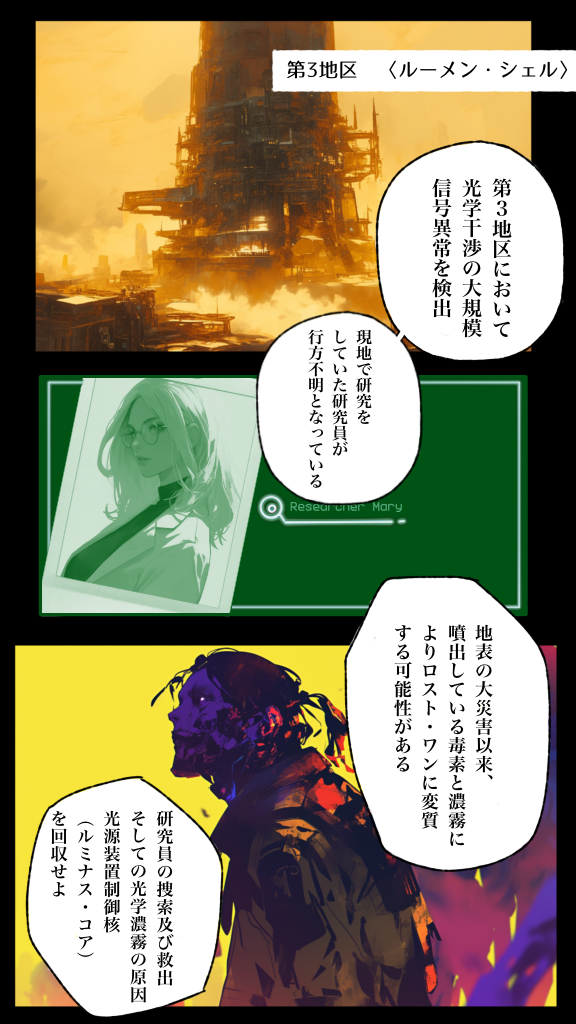 第3地区　〈ルーメン・シェル〉
第3地区において
光学干渉の大規模
信号異常を検出
現地で研究を
していた研究員が
行方不明となっている
Researcher Mary
地表の大災害以来、
噴出している毒素と濃霧に
よりロスト・ワンに変質
する可能性がある
研究員の捜索及び救出
そしての光学濃霧の原因
光源装置制御核
（ルミナス・コア）
を回収せよ